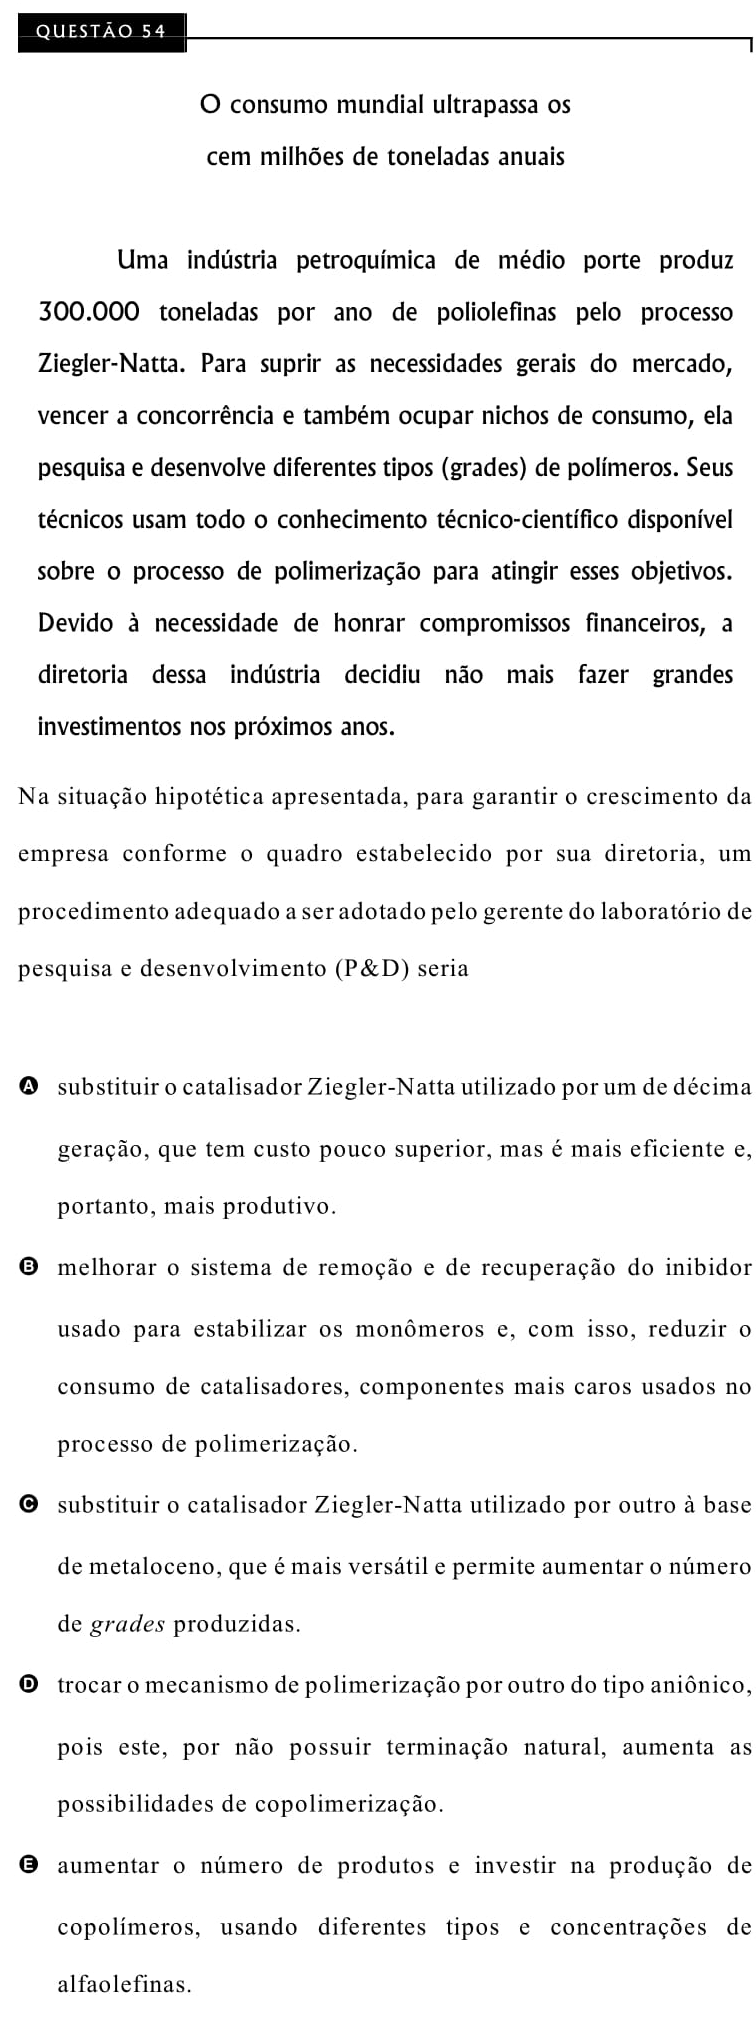 QUESTÃO 54
O consumo mundial ultrapassa os
cem milhões de toneladas anuais
Uma indústria petroquímica de médio porte produz
300.000 toneladas por ano de poliolefinas pelo processo
Ziegler-Natta. Para suprir as necessidades gerais do mercado,
vencer a concorrência e também ocupar nichos de consumo, ela
pesquisa e desenvolve diferentes tipos (grades) de polímeros. Seus
técnicos usam todo o conhecimento técnico-científico disponível
sobre o processo de polimerização para atingir esses objetivos.
Devido à necessidade de honrar compromissos financeiros, a
diretoria dessa indústria decidiu não mais fazer grandes
investimentos nos próximos anos.
Na situação hipotética apresentada, para garantir o crescimento da
empresa conforme o quadro estabelecido por sua diretoria, um
procedimento adequado a ser adotado pelo gerente do laboratório de
pesquisa e desenvolvimento (P&D) seria
A substituir o catalisador Ziegler-Natta utilizado por um de décima
geração, que tem custo pouco superior, mas é mais eficiente e,
portanto, mais produtivo.
B melhorar o sistema de remoção e de recuperação do inibidor
usado para estabilizar os monômeros e, com isso, reduzir o
consumo de catalisadores, componentes mais caros usados no
processo de polimerização.
C substituir o catalisador Ziegler-Natta utilizado por outro à base
de metaloceno, que é mais versátil e permite aumentar o número
de grades produzidas.
D trocar o mecanismo de polimerização por outro do tipo aniônico,
pois este, por não possuir terminação natural, aumenta as
possibilidades de copolimerização.
E aumentar o número de produtos e investir na produção de
copolímeros, usando diferentes tipos e concentrações de
alfaolefinas.